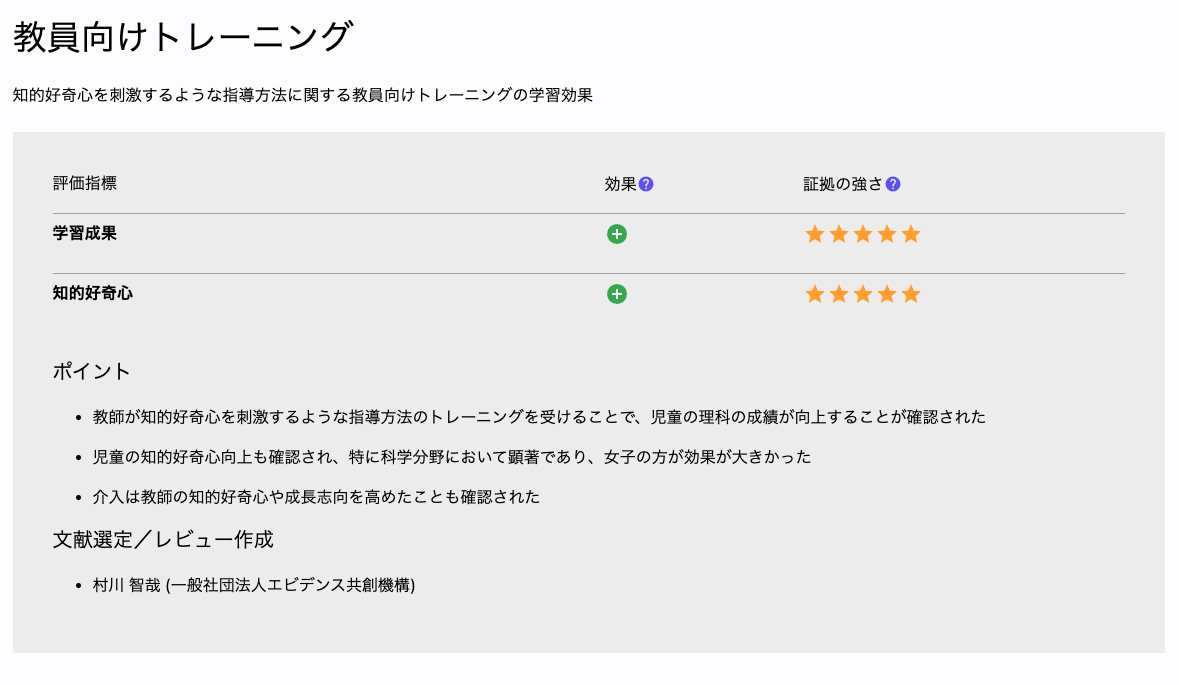 教員向けトレーニング
知的好奇心を刺激するような指導方法に関する教員向けトレーニングの学習効果
評価指標 効果? 証拠の強さ?
学習成果
知的好奇心
ポイント
教師が知的好奇心を刺激するような指導方法のトレーニングを受けることで、児童の理科の成績が向上することが確認された
児童の知的好奇心向上も確認され、特に科学分野において顕著であり、女子の方が効果が大きかった
介入は教師の知的好奇心や成長志向を高めたことも確認された
文献選定／レビュー作成
村川 智哉 (一般社団法人エビデンス共創機構)